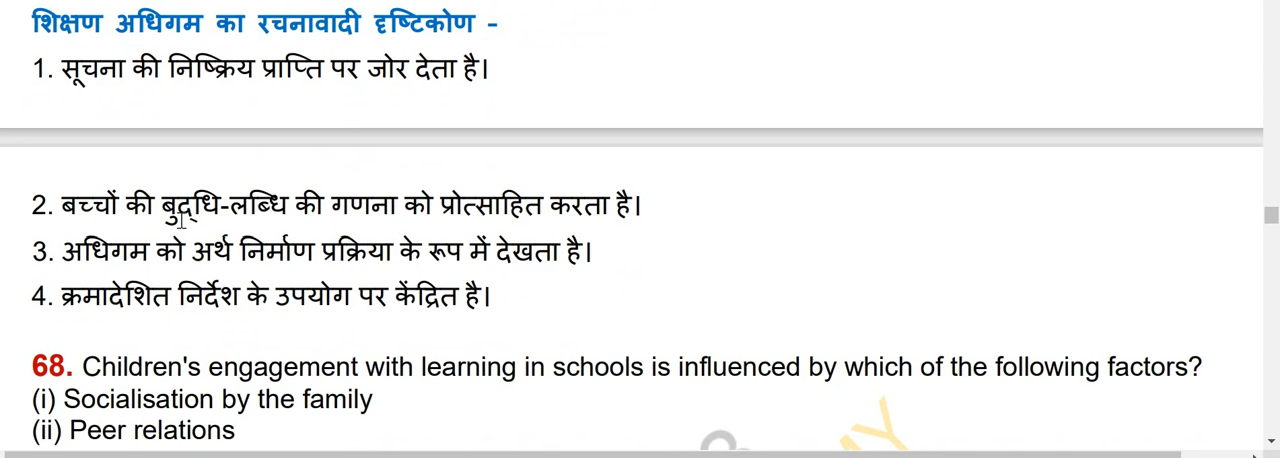 शिक्षण अधिगम का रचनावादी दृष्टिकोण -
1. सूचना की निष्क्रिय प्राप्ति पर जोर देता है।
2. बच्चों की बुद्धि-लब्धि की गणना को प्रोत्साहित करता है।
3. अधिगम को अर्थ निर्माण प्रक्रिया के रूप में देखता है।
4. क्रमादेशित निर्देश के उपयोग पर केंद्रित है।
68. Children's engagement with learning in schools is influenced by which of the following factors?
(i) Socialisation by the family
(ii) Peer relations